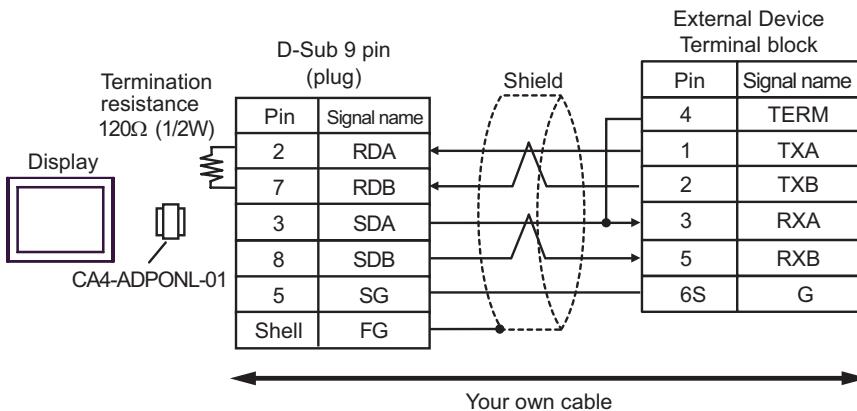 External Device
Terminal block
D-Sub 9 pin
(plug)
Shield
Termination
resistance
120Ω (1/2W)
Display
CA4-ADPONL-01
Pin Signal name
2 RDA
7 RDB
3 SDA
8 SDB
5 SG
Shell FG
Pin Signal name
4 TERM
1 TXA
2 TXB
3 RXA
5 RXB
6S G
Your own cable